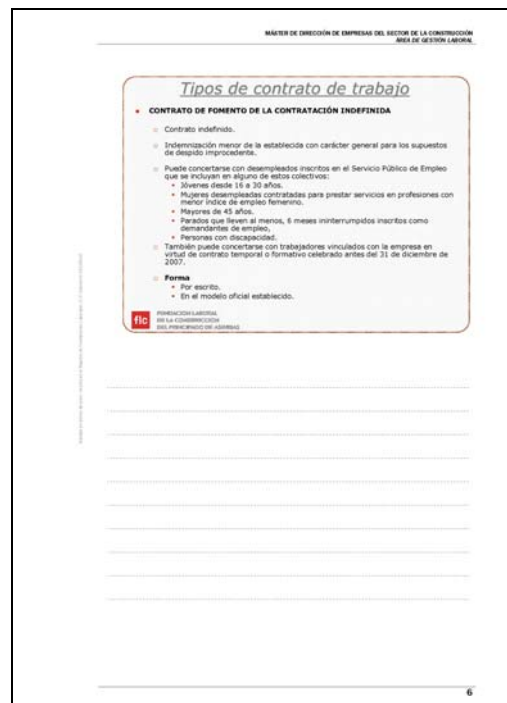 MÁSTER DE DIRECCIÓN DE EMPRESAS DEL SECTOR DE LA CONSTRUCCIÓN
ÁREA DE GESTIÓN LABORAL
Tipos de contrato de trabajo
CONTRATO DE FOMENTO DE LA CONTRATACIÓN INDEFINIDA
Contrato indefinido.
Indemnización menor de la establecida con carácter general para los supuestos
de despido improcedente.
Puede concertarse con desempleados inscritos en el Servicio Público de Empleo
que se incluyan en alguno de estos colectivos:
Jóvenes desde 16 a 30 años.
Mujeres desempleadas contratadas para prestar servicios en profesiones con
menor índice de empleo femenino.
Mayores de 45 años.
Parados que lleven al menos, 6 meses ininterrumpidos inscritos como
demandantes de empleo,
Personas con discapacidad.
También puede concertarse con trabajadores vinculados con la empresa en
virtud de contrato temporal o formativo celebrado antes del 31 de diciembre de
2007.
Forma
Por escrito.
En el modelo oficial establecido.
flc
FUNDACIÓN LABORAL
DE LA CONSTRUCCIÓN
DEL PRINCIPADO DE ASTURIAS
6